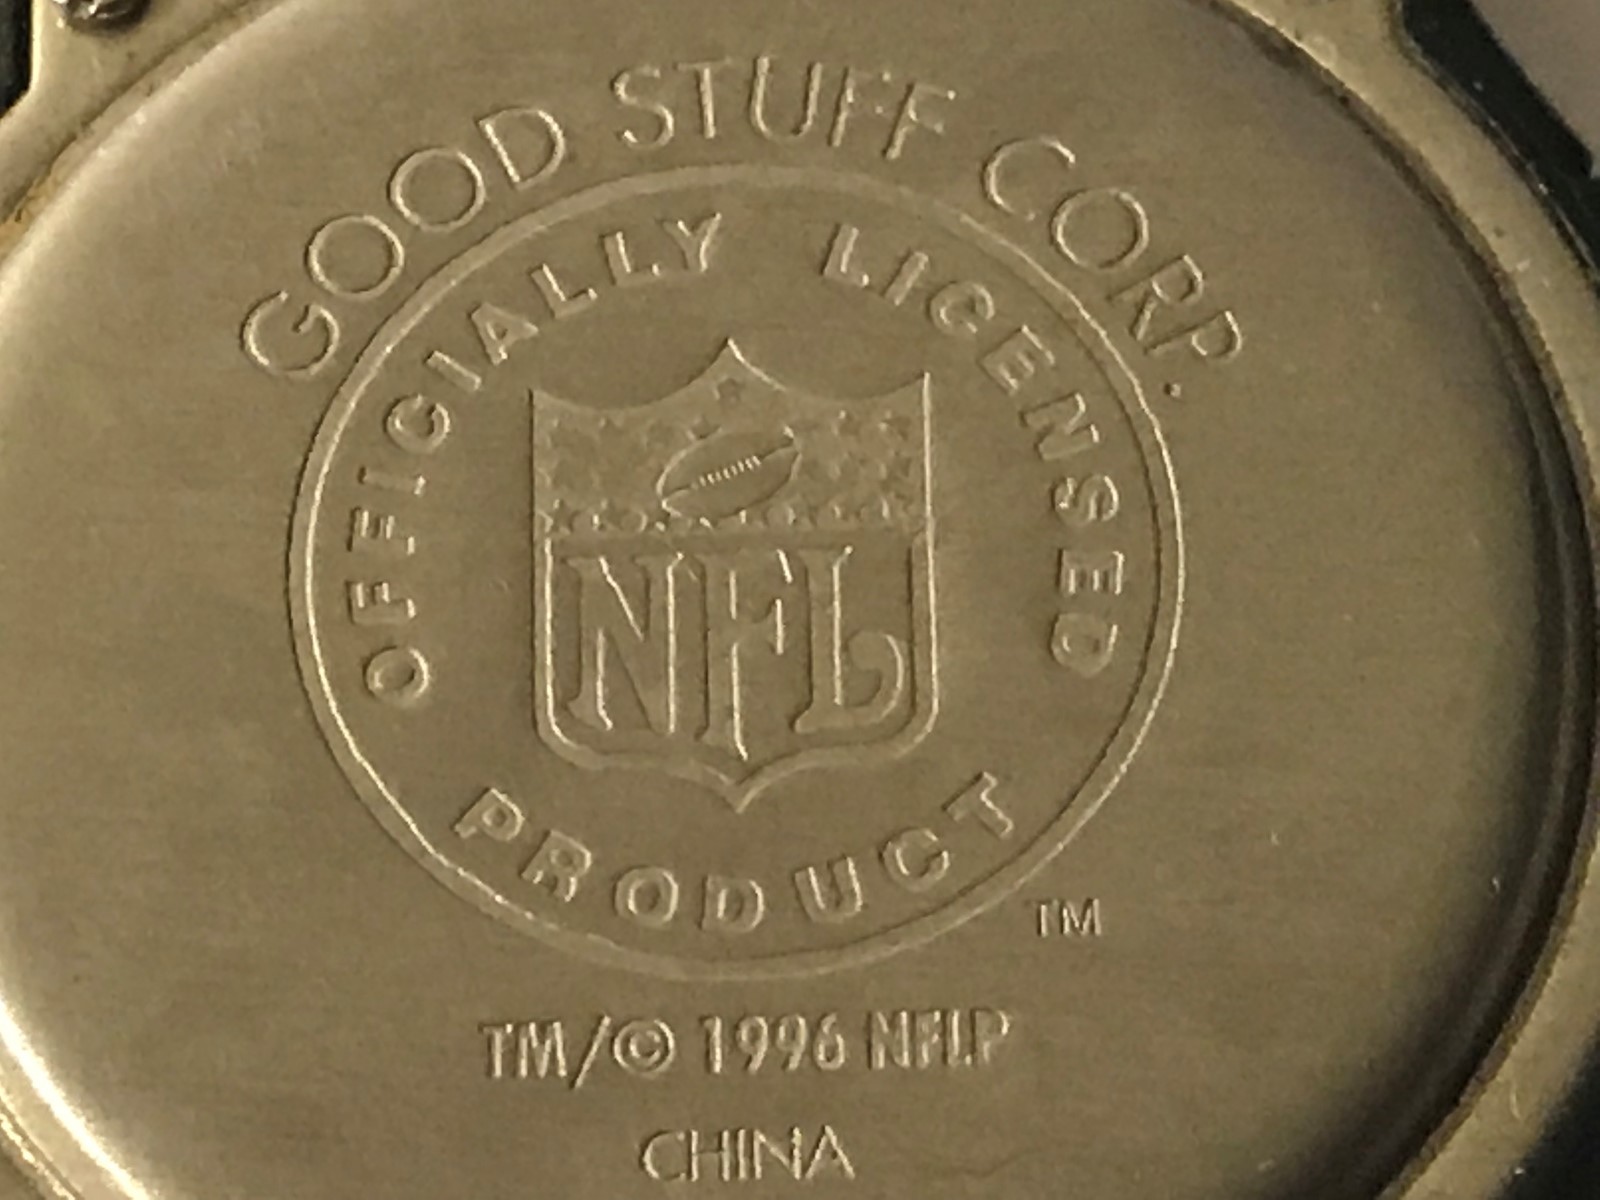 GOOD STUFF CORP.
OFFICIALLY LICENSED
NFL
PRODUCT
TM
TM/© 1996 NFLP
CHINA